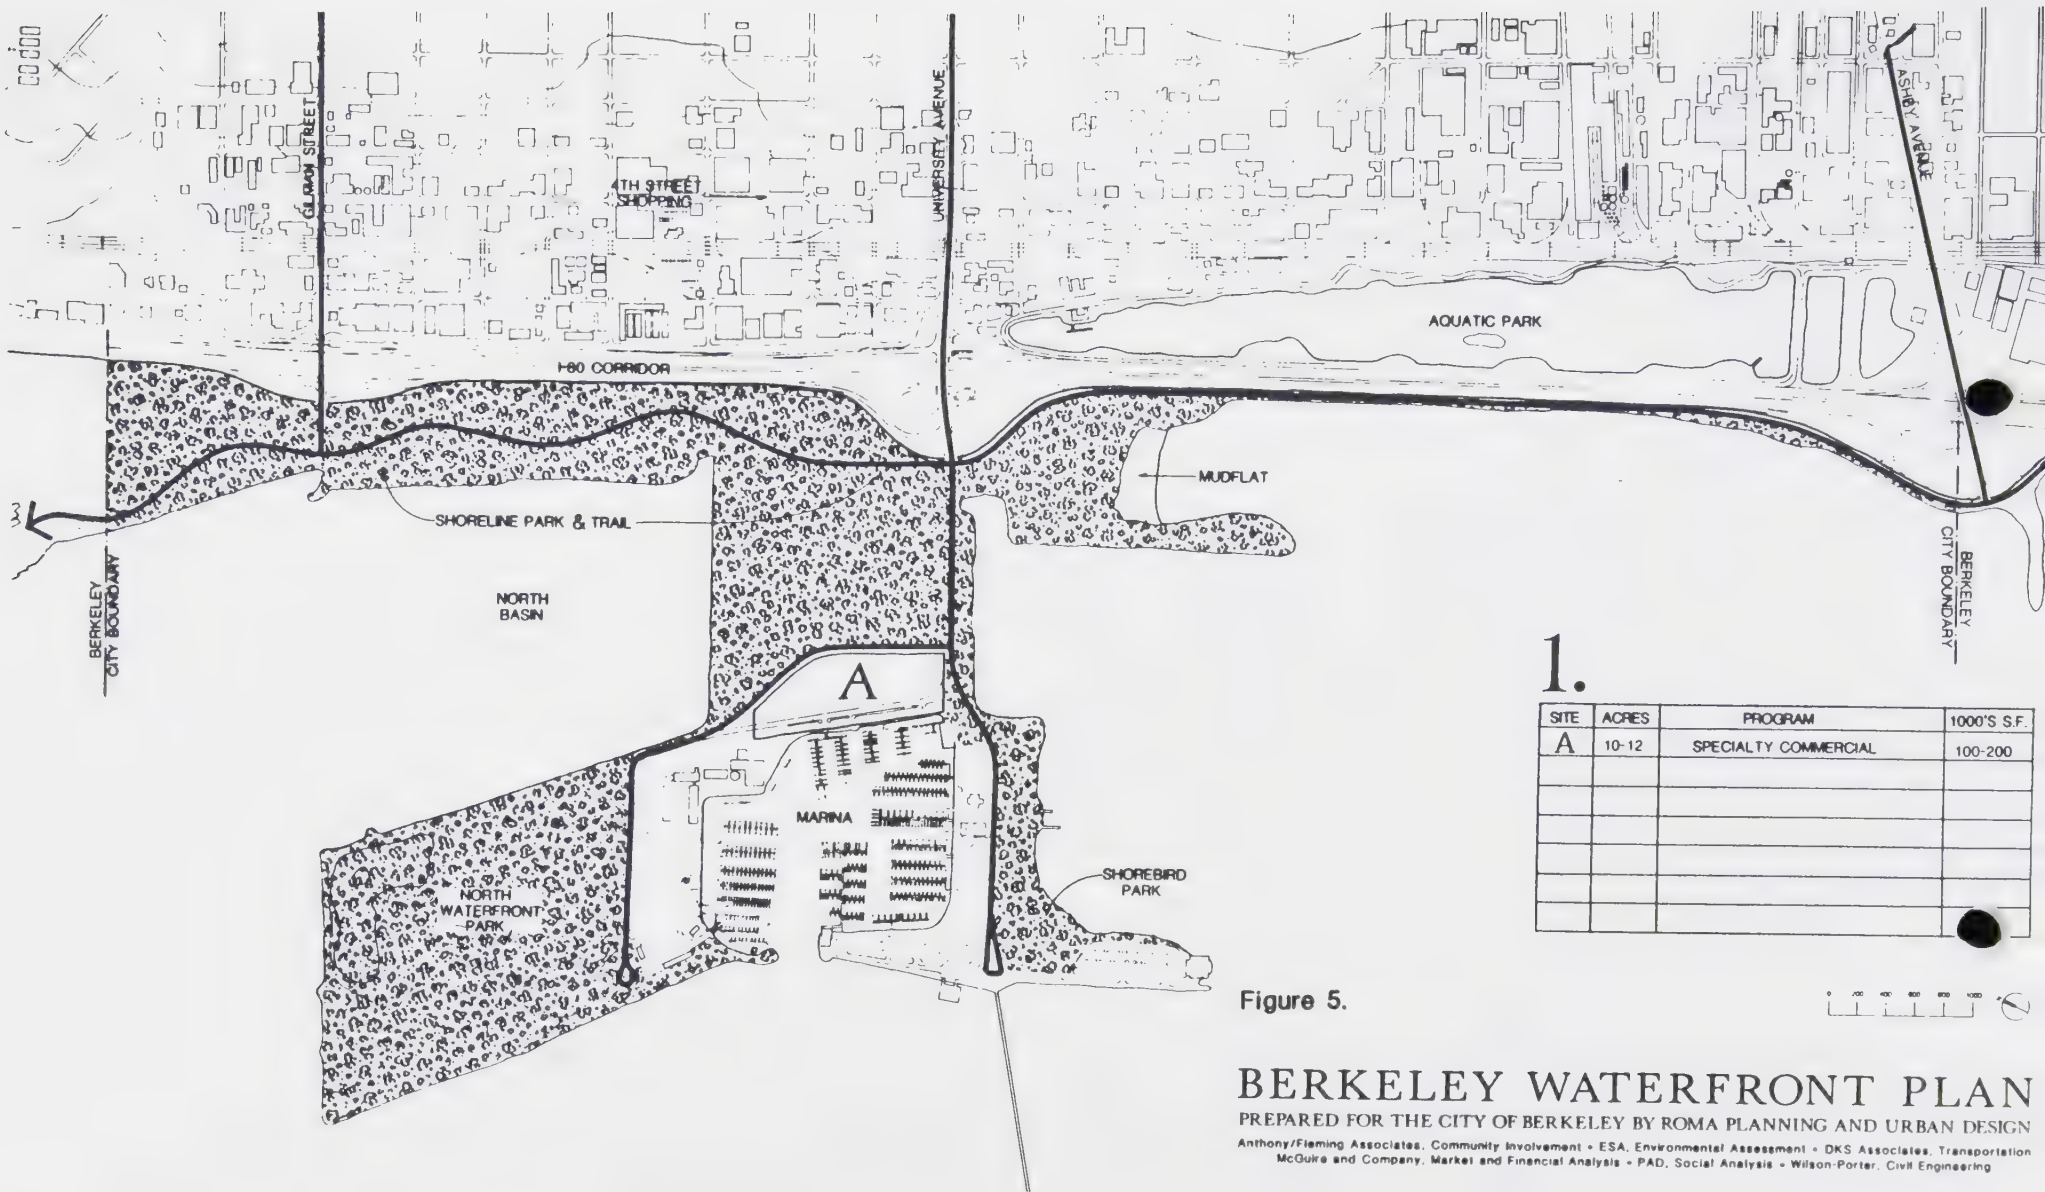 GILMAN STREET
4TH STREET
SHOPPING
UNIVERSITY AVENUE
ASHBY AVENUE
AQUATIC PARK
I-80 CORRIDOR
MUDFLAT
SHORELINE PARK & TRAIL
BERKELEY
CITY BOUNDARY
NORTH
BASIN
BERKELEY
CITY BOUNDARY
A
MARINA
NORTH
WATERFRONT
PARK
SHOREBIRD
PARK
1.
SITE ACRES PROGRAM 1000'S S.F.
A 10-12 SPECIALTY COMMERCIAL 100-200
Figure 5.
BERKELEY WATERFRONT PLAN
PREPARED FOR THE CITY OF BERKELEY BY ROMA PLANNING AND URBAN DESIGN
Anthony/Fleming Associates, Community Involvement • ESA, Environmental Assessment • DKS Associates, Transportation
McGuire and Company, Market and Financial Analysis • PAD, Social Analysis • Wilson-Porter, Civil Engineering